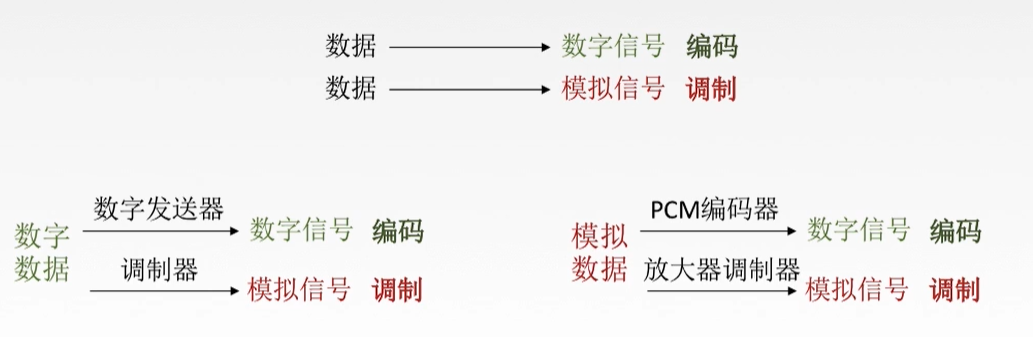 数据 数字信号 编码
数据 模拟信号 调制
数字数据
数字发送器
数字信号 编码
调制器
模拟信号 调制
模拟数据
PCM编码器
数字信号 编码
放大器调制器
模拟信号 调制